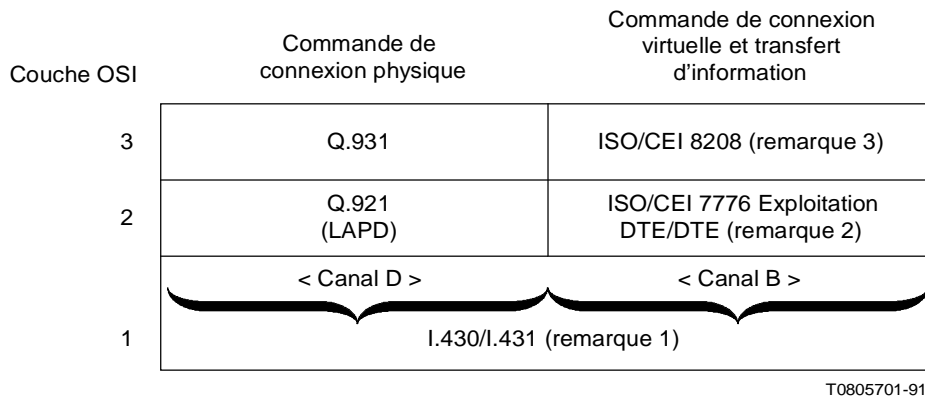 Couche OSI
Commande de
connexion physique
Commande de connexion
virtuelle et transfert
d'information
3
Q.931
ISO/CEI 8208 (remarque 3)
2
Q.921
(LAPD)
ISO/CEI 7776 Exploitation
DTE/DTE (remarque 2)
< Canal D >
< Canal B >
1
I.430/I.431 (remarque 1)
T0805701-91